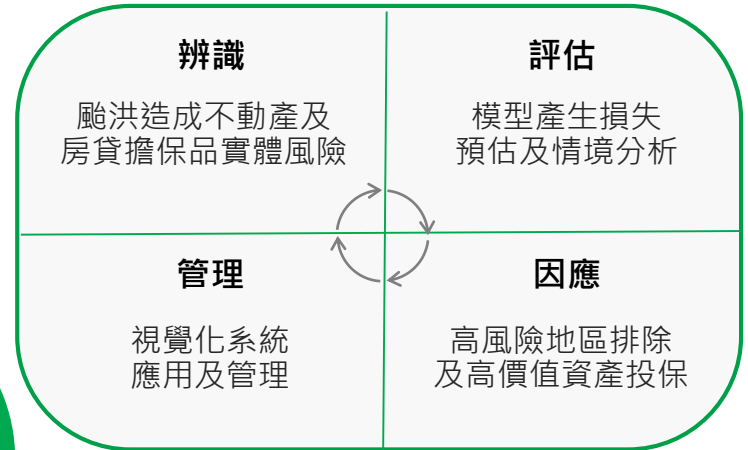 辨識
颱洪造成不動產及
房貸擔保品實體風險
評估
模型產生損失
預估及情境分析
管理
視覺化系統
應用及管理
因應
高風險地區排除
及高價值資產投保